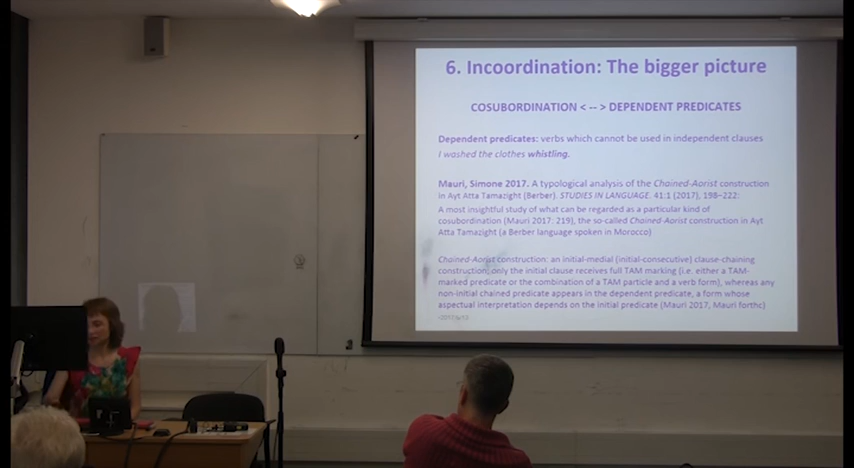 6. Incoordination: The bigger picture
COSUBORDINATION < -- > DEPENDENT PREDICATES
Dependent predicates: verbs which cannot be used in independent clauses
I washed the clothes whistling.
Mauri, Simone 2017. A typological analysis of the Chained-Aorist construction
in Ayt Atta Tamazight (Berber). STUDIES IN LANGUAGE. 41:1 (2017), 198–222:
A most insightful study of what can be regarded as a particular kind of
cosubordination (Mauri 2017: 219), the so-called Chained-Aorist construction in Ayt
Atta Tamazight (a Berber language spoken in Morocco)
Chained-Aorist construction: an initial-medial (initial-consecutive) clause-chaining
construction; only the initial clause receives full TAM marking (i.e. either a TAM-
marked predicate or the combination of a TAM particle and a verb form), whereas any
non-initial chained predicate appears in the dependent predicate, a form whose
aspectual interpretation depends on the initial predicate (Mauri 2017, Mauri forthc)